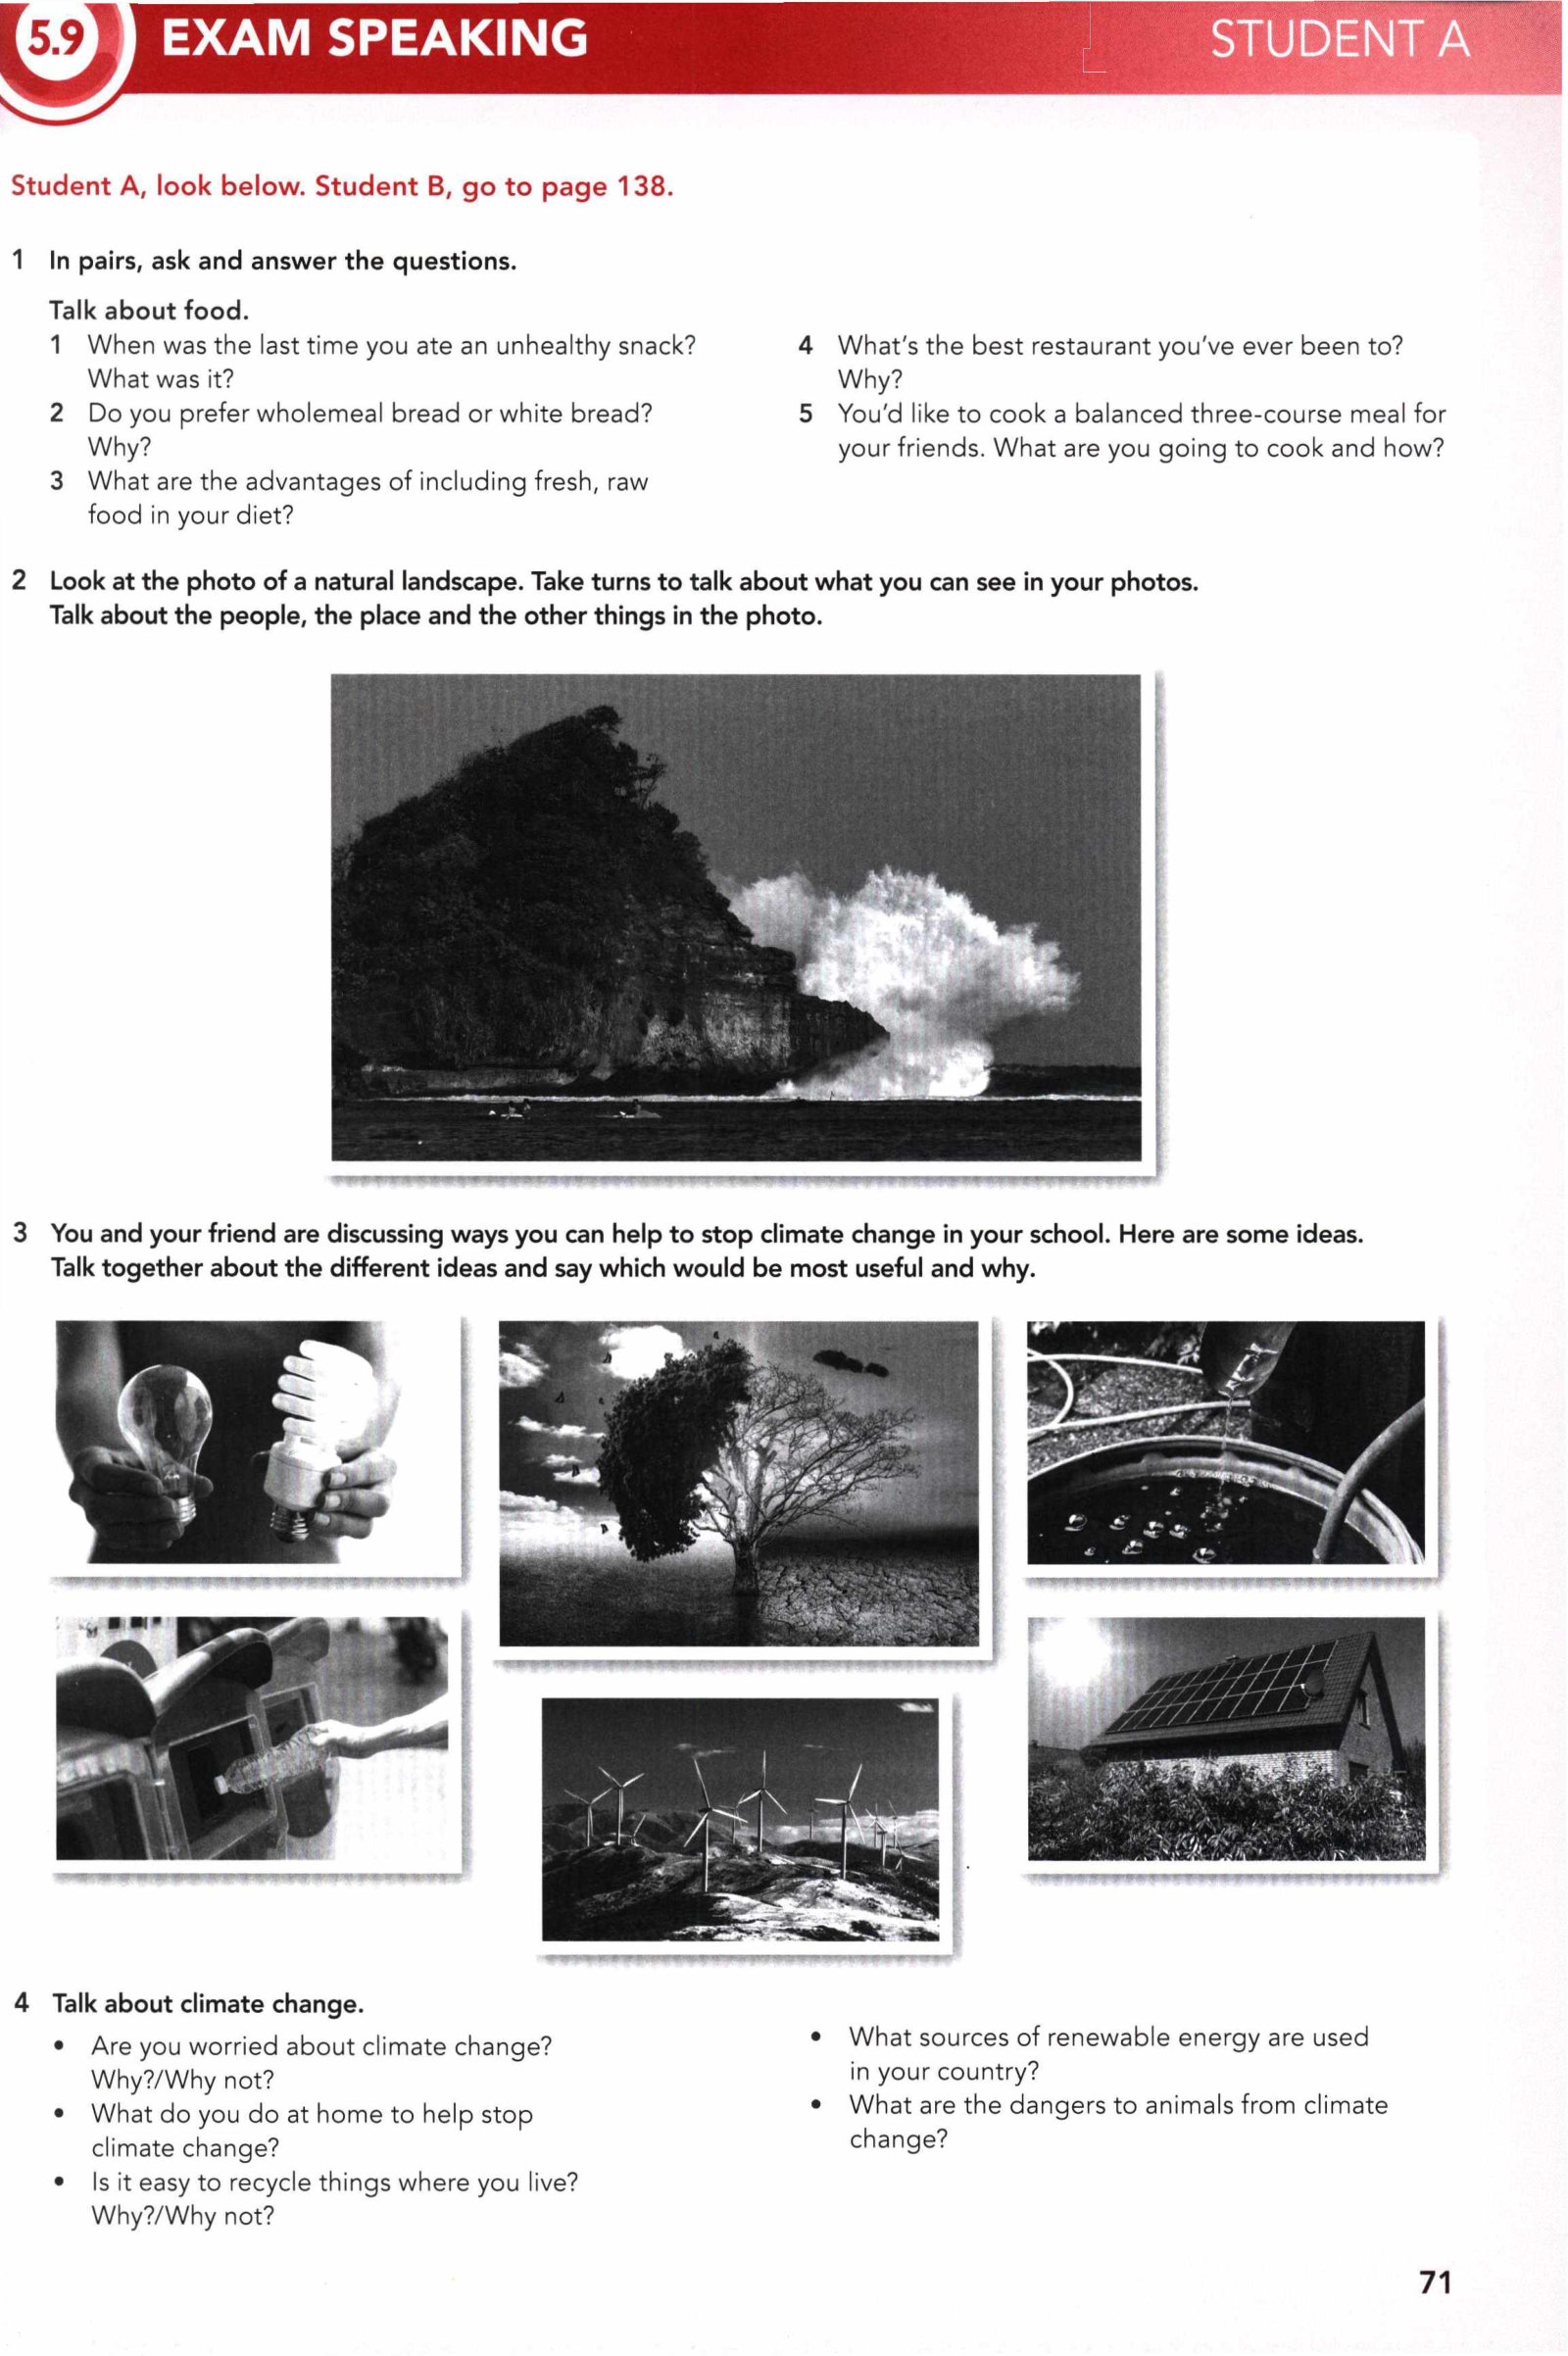 5.9 EXAM SPEAKING STUDENT A
Student A, look below. Student B, go to page 138.
1 In pairs, ask and answer the questions.
Talk about food.
1 When was the last time you ate an unhealthy snack?
What was it?
2 Do you prefer wholemeal bread or white bread?
Why?
3 What are the advantages of including fresh, raw
food in your diet?
4 What's the best restaurant you've ever been to?
Why?
5 You'd like to cook a balanced three-course meal for
your friends. What are you going to cook and how?
2 Look at the photo of a natural landscape. Take turns to talk about what you can see in your photos.
Talk about the people, the place and the other things in the photo.
3 You and your friend are discussing ways you can help to stop climate change in your school. Here are some ideas.
Talk together about the different ideas and say which would be most useful and why.
4 Talk about climate change.
• Are you worried about climate change?
Why?/Why not?
• What do you do at home to help stop
climate change?
• Is it easy to recycle things where you live?
Why?/Why not?
• What sources of renewable energy are used
in your country?
• What are the dangers to animals from climate
change?
71